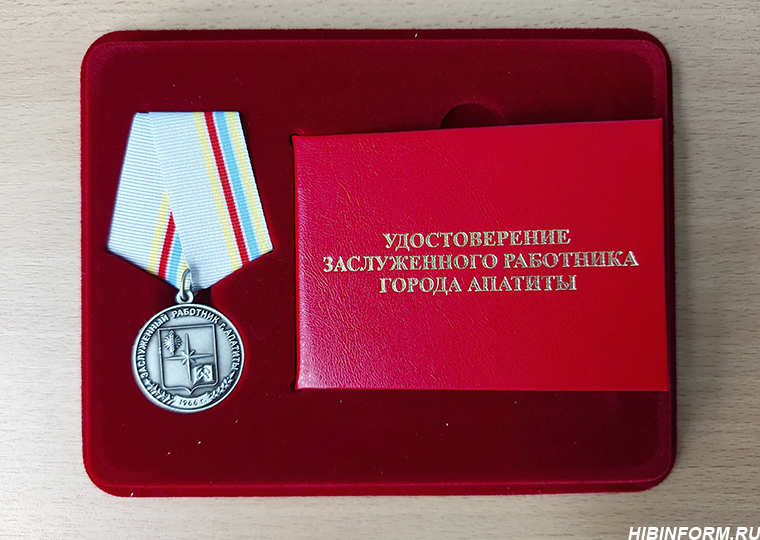 ЗАСЛУЖЕННЫЙ РАБОТНИК Г.АПАТИТЫ
1966 г.
УДОСТОВЕРЕНИЕ
ЗАСЛУЖЕННОГО РАБОТНИКА
ГОРОДА АПАТИТЫ
HIBINFORM.RU